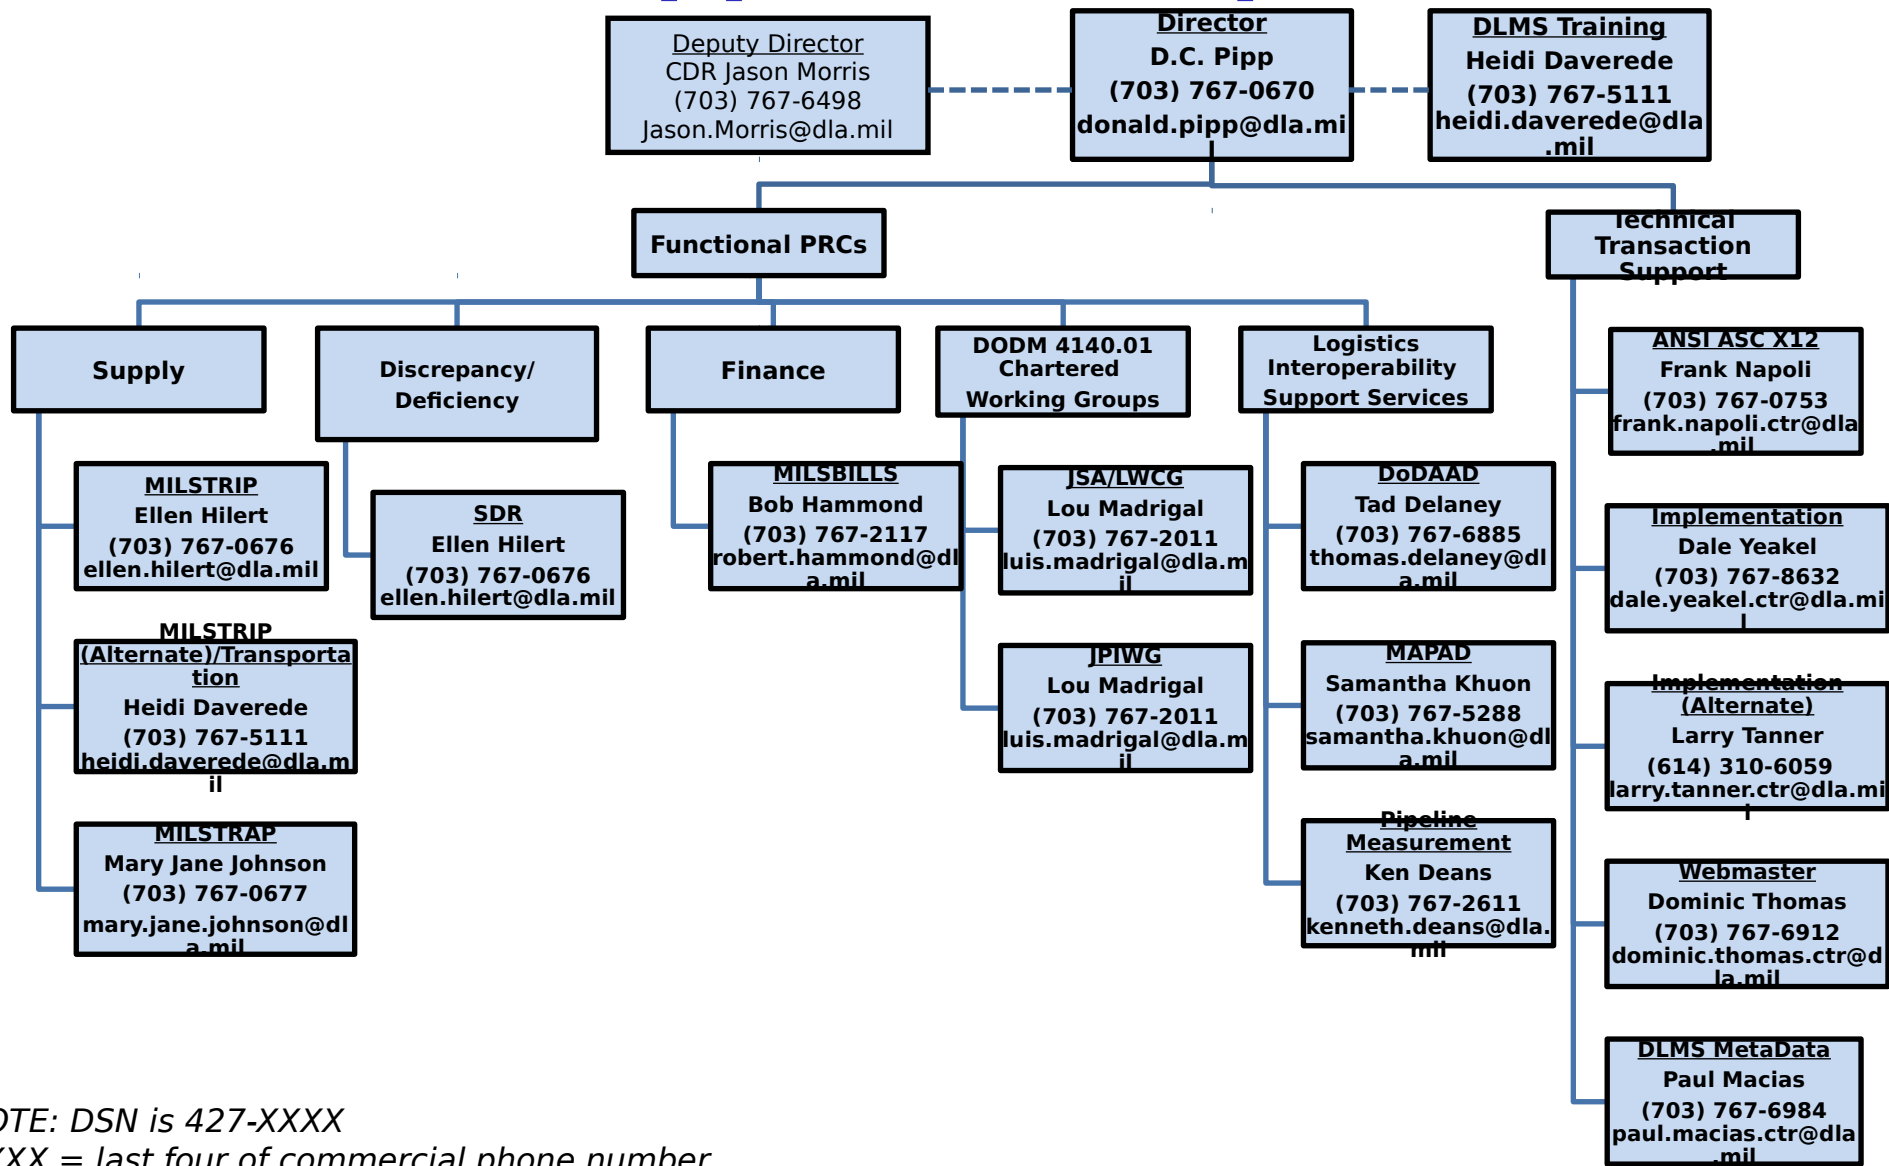 Deputy Director
CDR Jason Morris
(703) 767-6498
Jason.Morris@dla.mil
Director
D.C. Pipp
(703) 767-0670
donald.pipp@dla.mi
l
DLMS Training
Heidi Daverede
(703) 767-5111
heidi.daverede@dla
.mil
Functional PRCs
Technical
Transaction
Support
Supply
Discrepancy/
Deficiency
Finance
DODM 4140.01
Chartered
Working Groups
Logistics
Interoperability
Support Services
MILSTRIP
Ellen Hilert
(703) 767-0676
ellen.hilert@dla.mil
MILSTRIP
(Alternate)/Transporta
tion
Heidi Daverede
(703) 767-5111
heidi.daverede@dla.m
il
MILSTRAP
Mary Jane Johnson
(703) 767-0677
mary.jane.johnson@dl
a.mil
SDR
Ellen Hilert
(703) 767-0676
ellen.hilert@dla.mil
MILSBILLS
Bob Hammond
(703) 767-2117
robert.hammond@dl
a.mil
JSA/LWCG
Lou Madrigal
(703) 767-2011
luis.madrigal@dla.m
il
JPIWG
Lou Madrigal
(703) 767-2011
luis.madrigal@dla.m
il
DoDAAD
Tad Delaney
(703) 767-6885
thomas.delaney@dl
a.mil
MAPAD
Samantha Khuon
(703) 767-5288
samantha.khuon@dl
a.mil
Pipeline
Measurement
Ken Deans
(703) 767-2611
kenneth.deans@dla.
mil
ANSI ASC X12
Frank Napoli
(703) 767-0753
frank.napoli.ctr@dla
.mil
Implementation
Dale Yeakel
(703) 767-8632
dale.yeakel.ctr@dla.mi
l
Implementation
(Alternate)
Larry Tanner
(614) 310-6059
larry.tanner.ctr@dla.mi
l
Webmaster
Dominic Thomas
(703) 767-6912
dominic.thomas.ctr@d
la.mil
DLMS MetaData
Paul Macias
(703) 767-6984
paul.macias.ctr@dla
.mil
OTE: DSN is 427-XXXX
XXX = last four of commercial phone number